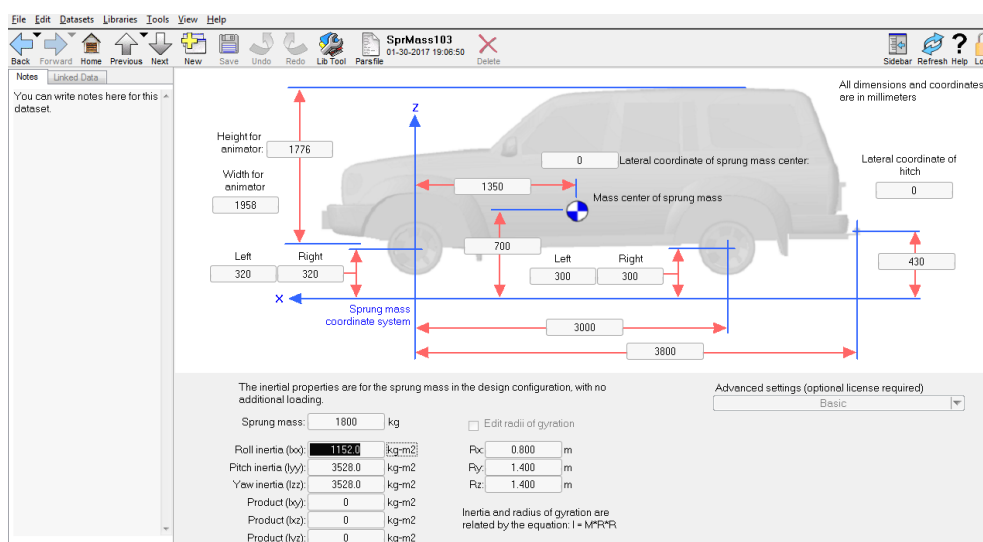 File Edit Datasets Libraries Tools View Help
SprMass103
01-30-2017 19:06:50
Back Forward Home Previous Next New Save Undo Redo Lib Tool Parsfile Delete Sidebar Refresh Help
Notes Linked Data
You can write notes here for this
dataset.
All dimensions and coordinates
are in millimeters
Z
Height for
animator: 1776
0 Lateral coordinate of sprung mass center:
Lateral coordinate of
hitch
0
Width for
animator
1958
1350
Mass center of sprung mass
700
Left Right
320 320
Left Right
300 300
430
X
Sprung mass
coordinate system
3000
3800
The inertial properties are for the sprung mass in the design configuration, with no
additional loading.
Advanced settings (optional license required)
Basic
Sprung mass: 1800 kg
Edit radii of gyration
Roll inertia (Ixx): 1152.0 kg-m2
Rx: 0.800 m
Pitch inertia (Iyy): 3528.0 kg-m2
Ry: 1.400 m
Yaw inertia (Izz): 3528.0 kg-m2
Rz: 1.400 m
Product (Ixy): 0 kg-m2
Product (Ixz): 0 kg-m2
Product (Iyz): 0 kg-m2
Inertia and radius of gyration are
related by the equation: I = M*R*R